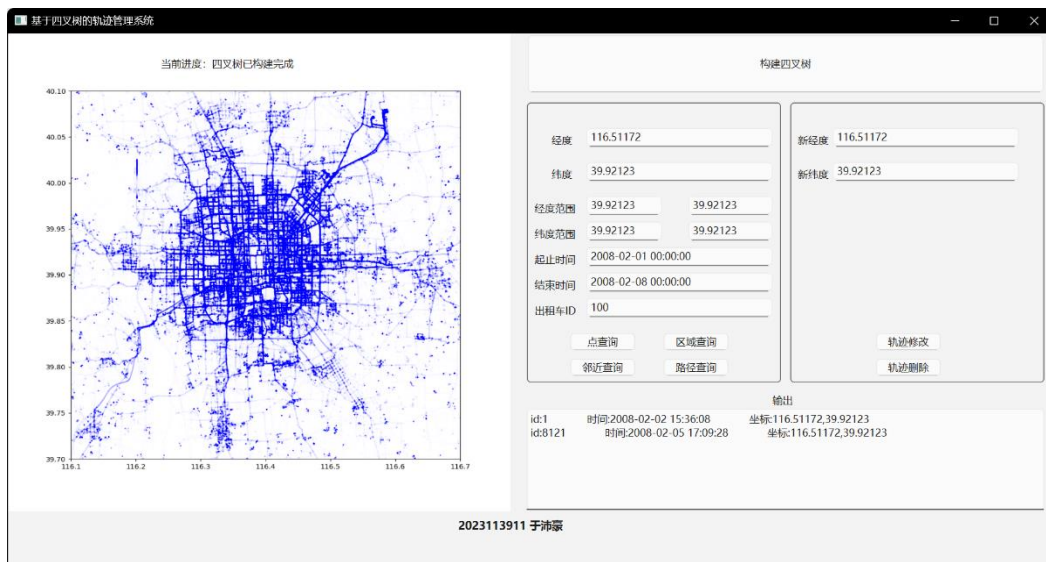 基于四叉树的轨迹管理系统
当前进度：四叉树已构建完成
40.10
40.05
40.00
39.95
39.90
39.85
39.80
39.75
39.70
116.1 116.2 116.3 116.4 116.5 116.6 116.7
构建四叉树
经度 116.51172
纬度 39.92123
经度范围 39.92123 39.92123
纬度范围 39.92123 39.92123
起止时间 2008-02-01 00:00:00
结束时间 2008-02-08 00:00:00
出租车ID 100
点查询 区域查询
邻近查询 路径查询
新经度 116.51172
新纬度 39.92123
轨迹修改
轨迹删除
输出
id:1 时间:2008-02-02 15:36:08 坐标:116.51172,39.92123
id:8121 时间:2008-02-05 17:09:28 坐标:116.51172,39.92123
2023113911 于沛豪